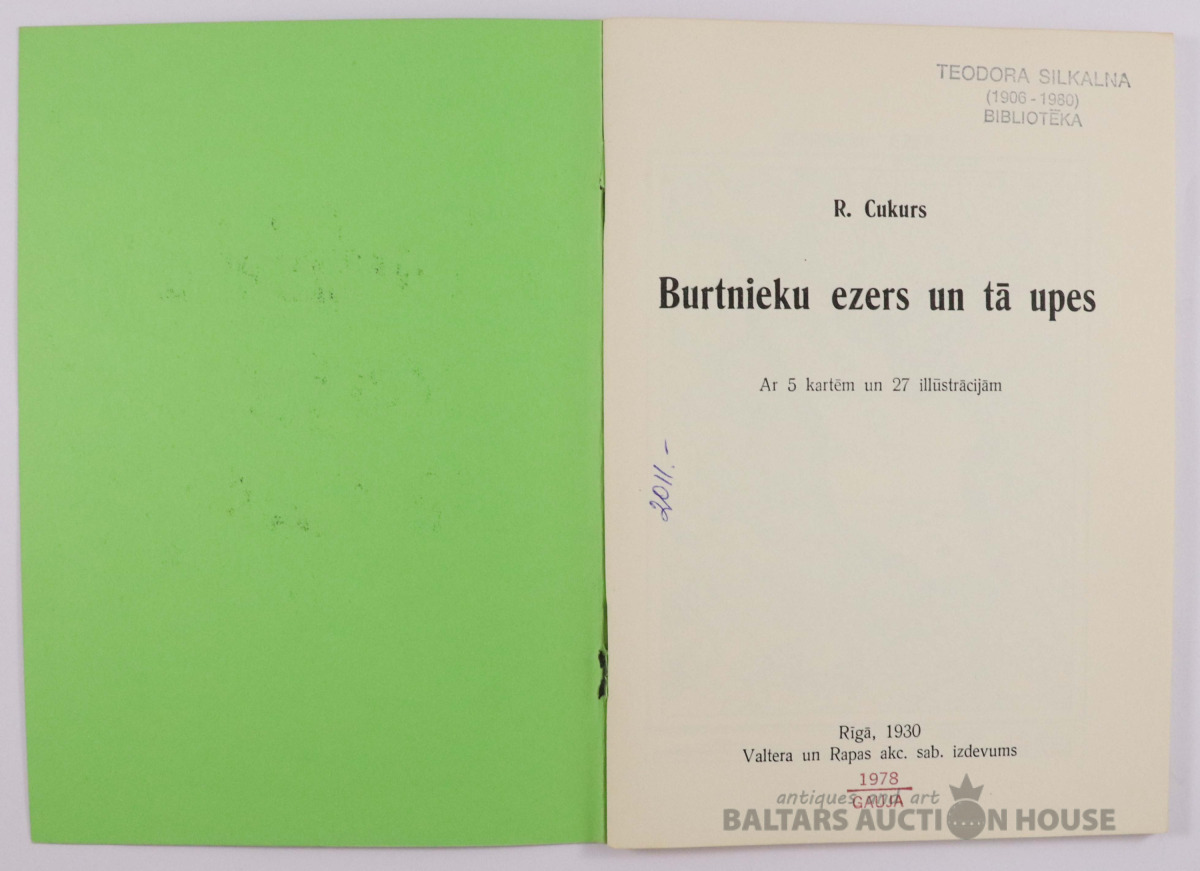 TEODORA SILKALNA
(1906 - 1980)
BIBLIOTĒKA
R. Cukurs
Burtnieku ezers un tā upes
Ar 5 kartēm un 27 illūstrācijām
2011.-
Rīgā, 1930
Valtera un Rapas akc. sab. izdevums
1978
GAUJA
antiques and art
BALTARS AUCTION HOUSE